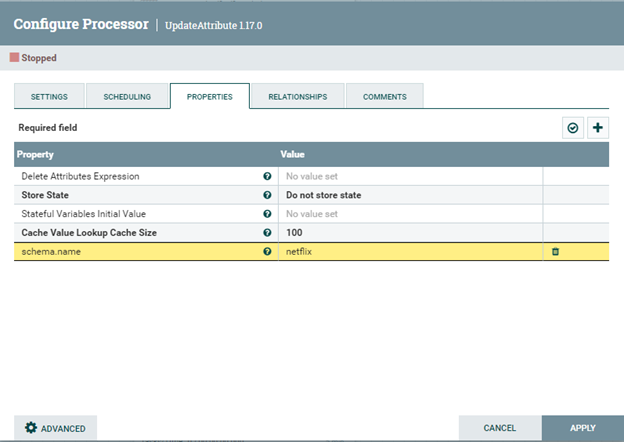 Configure Processor | UpdateAttribute 1.17.0
Stopped
SETTINGS SCHEDULING PROPERTIES RELATIONSHIPS COMMENTS
Required field
Property Value
Delete Attributes Expression No value set
Store State Do not store state
Stateful Variables Initial Value No value set
Cache Value Lookup Cache Size 100
schema.name netflix
ADVANCED CANCEL APPLY